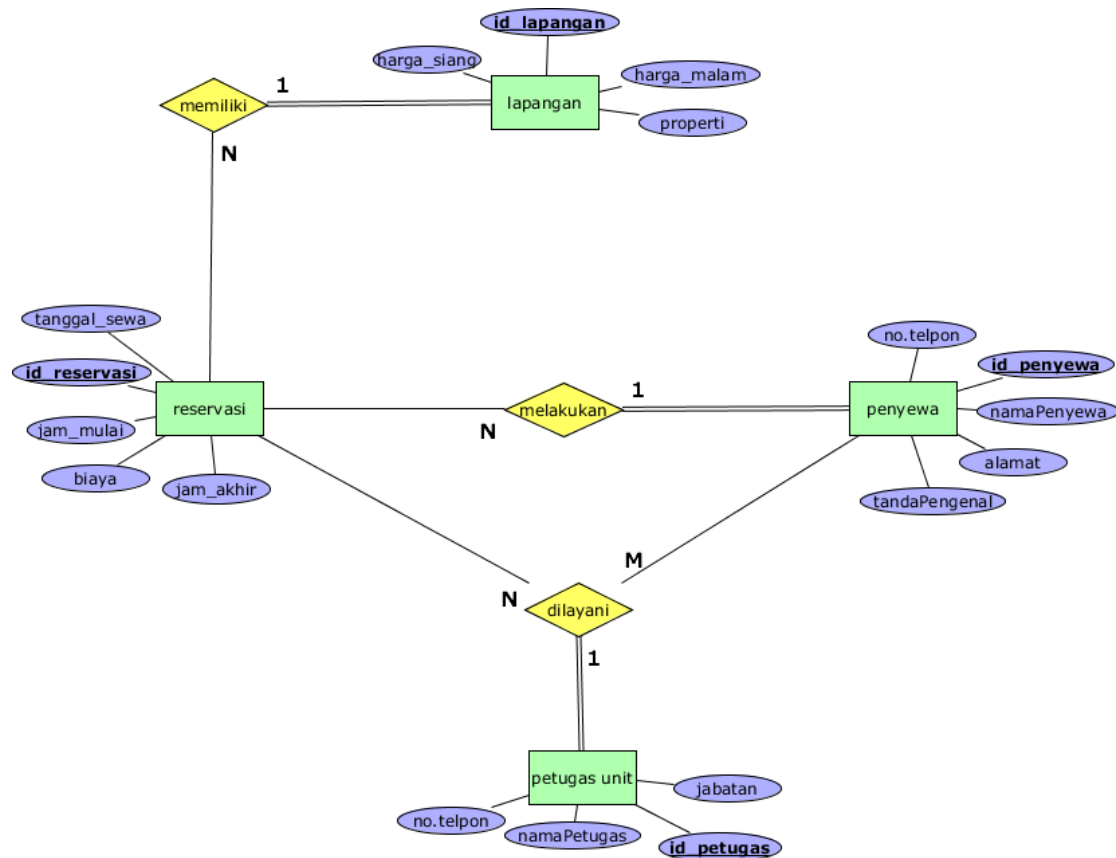 id_lapangan
harga_siang
harga_malam
1
memiliki
lapangan
properti
N
tanggal_sewa
no.telpon
id_reservasi
id_penyewa
reservasi
melakukan
1
penyewa
namaPenyewa
jam_mulai
N
alamat
biaya
jam_akhir
tandaPengenal
M
N
dilayani
1
petugas unit
jabatan
no.telpon
namaPetugas
id_petugas